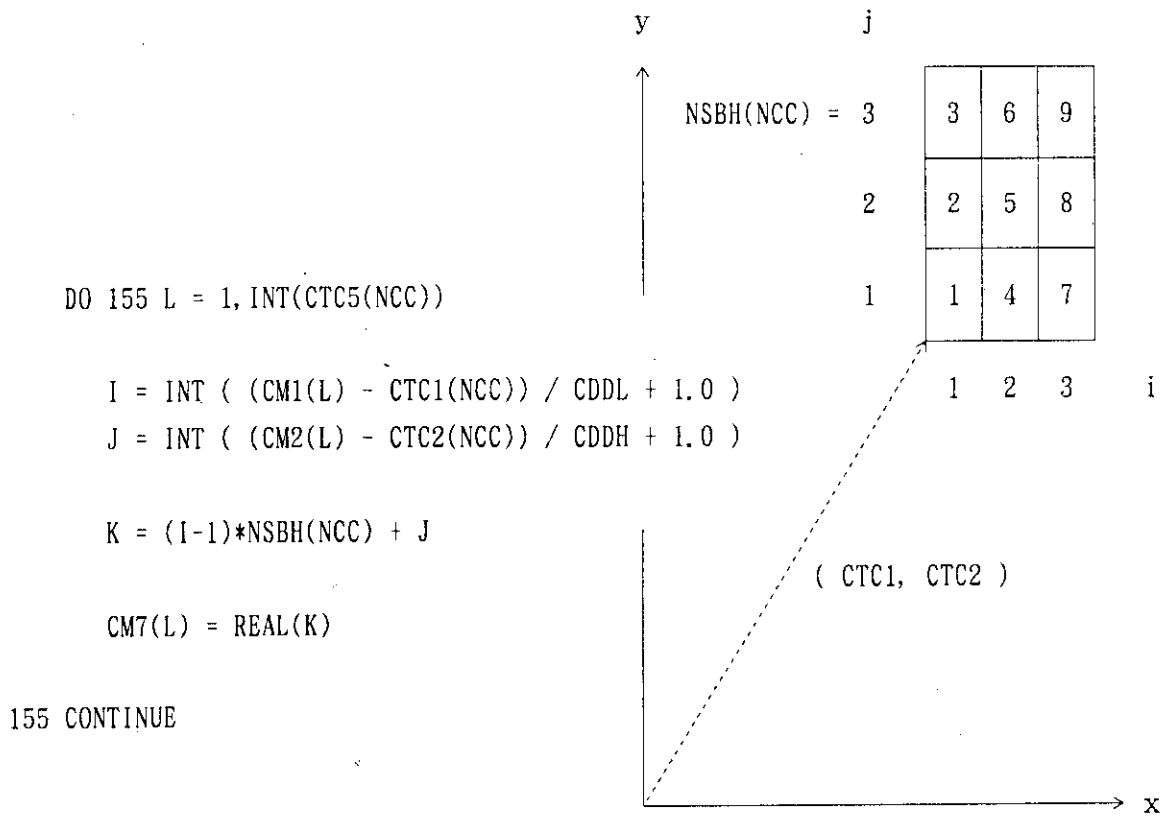 y j
NSBH(NCC) = 3 3 6 9
2 2 5 8
1 1 4 7
1 2 3 i
DO 155 L = 1,INT(CTC5(NCC))
I = INT ( (CM1(L) - CTC1(NCC)) / CDDL + 1.0 )
J = INT ( (CM2(L) - CTC2(NCC)) / CDDH + 1.0 )
K = (I-1)*NSBH(NCC) + J
( CTC1, CTC2 )
CM7(L) = REAL(K)
155 CONTINUE
x